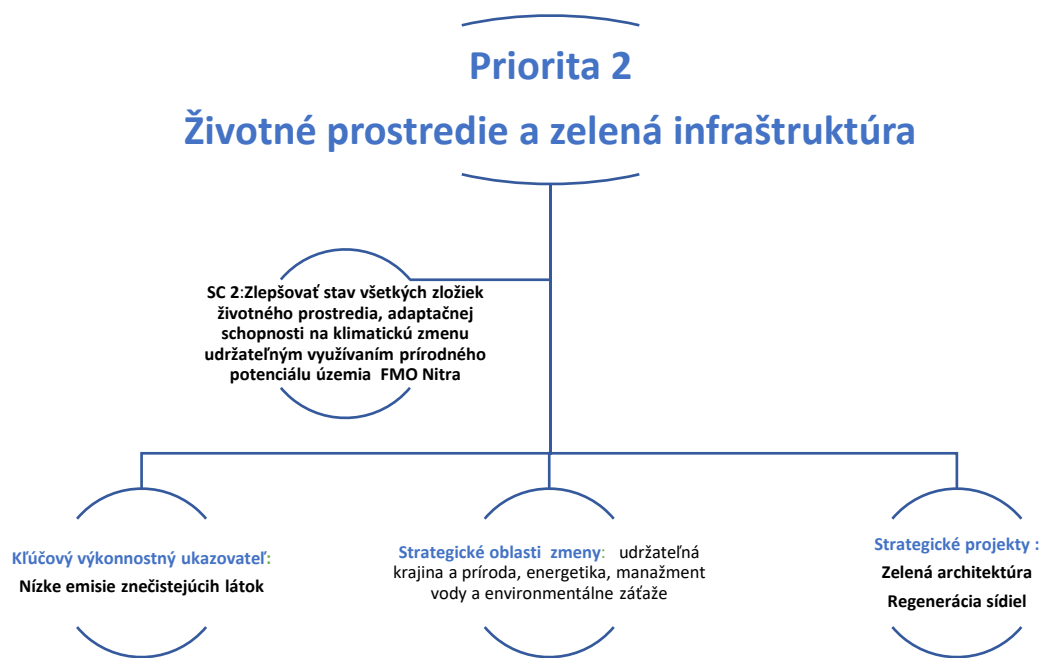 Priorita 2
Životné prostredie a zelená infraštruktúra
SC 2:Zlepšovať stav všetkých zložiek
životného prostredia, adaptačnej
schopnosti na klimatickú zmenu
udržateľným využívaním prírodného
potenciálu územia FMO Nitra
Kľúčový výkonnostný ukazovateľ:
Nízke emisie znečistejúcih látok
Strategické oblasti zmeny: udržateľná
krajina a príroda, energetika, manažment
vody a environmentálne záťaže
Strategické projekty :
Zelená architektúra
Regenerácia sídiel